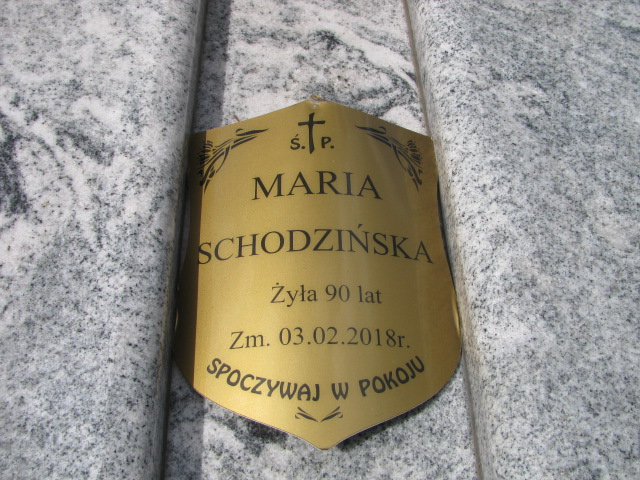 Ś. P.
MARIA
SCHODZIŃSKA
Żyła 90 lat
Zm. 03.02.2018r.
SPOCZYWAJ W POKOJU